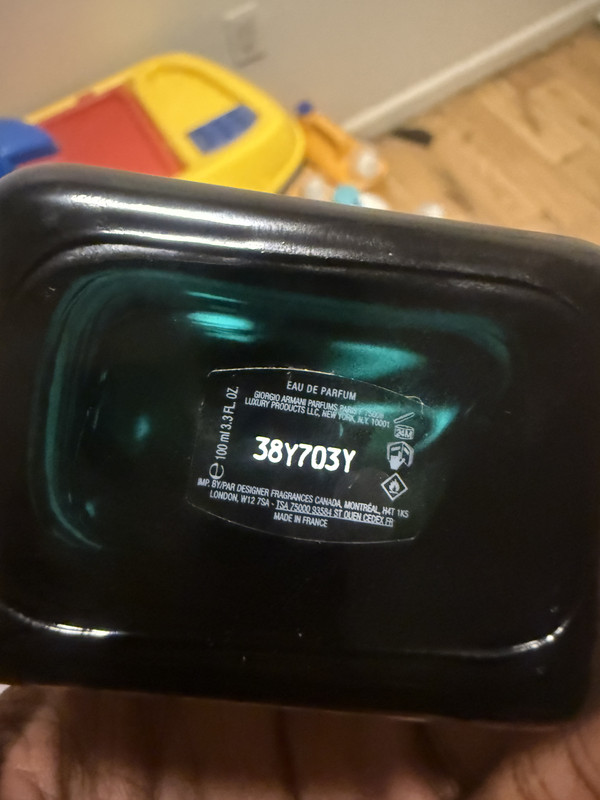 EAU DE PARFUM
GIORGIO ARMANI PARFUMS PARIS 75008
LUXURY PRODUCTS LLC, NEW YORK, N.Y. 10001
24M
℮ 100 ml 3.3 FL. OZ.
38Y703Y
IMP. BY/PAR DESIGNER FRAGRANCES CANADA, MONTRÉAL, H4T 1K5
LONDON, W12 7SA - TSA 75000 93584 ST OUEN CEDEX FR
MADE IN FRANCE